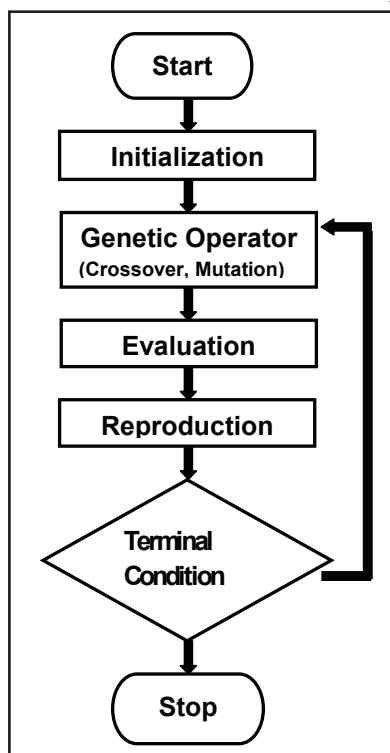 Start
Initialization
Genetic Operator
(Crossover, Mutation)
Evaluation
Reproduction
Terminal
Condition
Stop